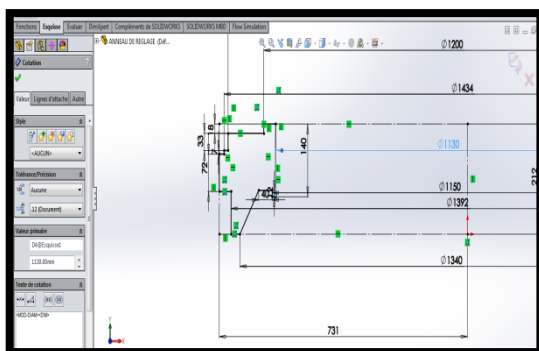 Fonctions Esquisse Evaluer DimXpert Compléments de SOLIDWORKS SOLIDWORKS MBD Flow Simulation
ANNEAU DE REGLAGE (Déf...
Cotation
Valeur Lignes d'attache Autre
Style
<AUCUN>
Tolérance/Précision
Aucune
.12 (Document)
Valeur primaire
D4@Esquisse1
1130.00mm
Texte de cotation
<MOD-DIAM><DIM>
Ø1200
Ø1434
8
33
72
140
Ø1130
212
Ø1150
Ø1392
Ø1340
731